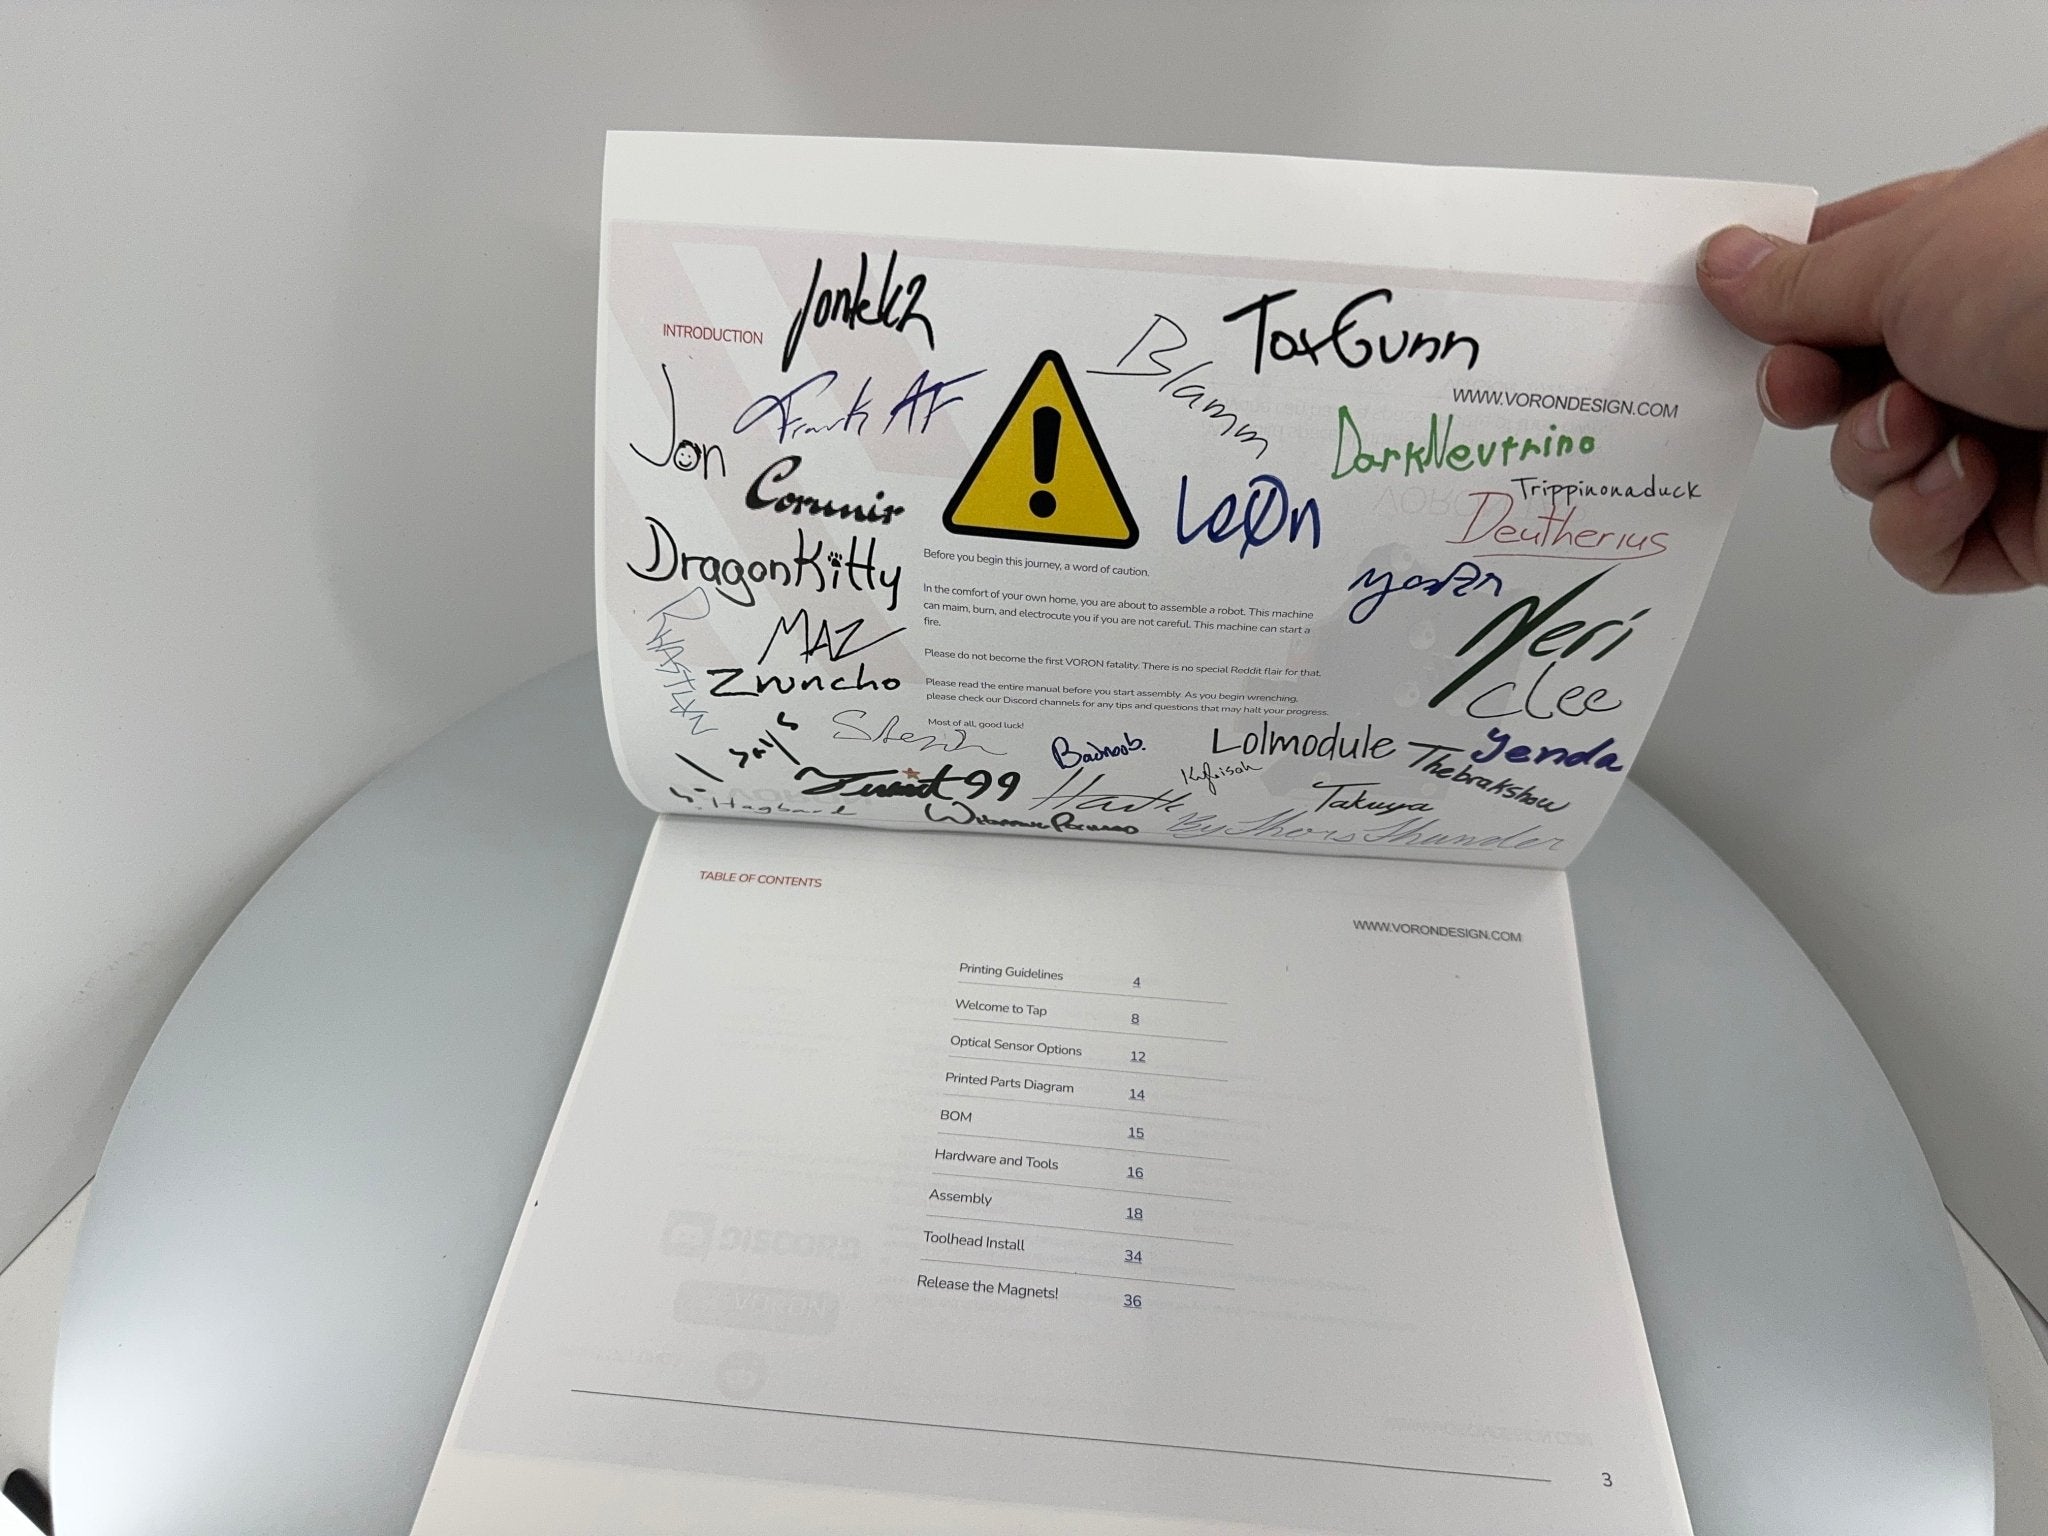 Jontek2
ToxGunn
INTRODUCTION
Blamm
WWW.VORONDESIGN.COM
Frank AF
Jon
DarkNeutrino
Trippinonaduck
LeØn
Deutherius
DragonKitty
Before you begin this journey, a word of caution.
In the comfort of your own home, you are about to assemble a robot. This machine
can maim, burn, and electrocute you if you are not careful. This machine can start a
fire.
Neri
MAZ
Please do not become the first VORON fatality. There is no special Reddit flair for that.
Zruncho
clee
Please read the entire manual before you start assembly. As you begin wrenching,
please check our Discord channels for any tips and questions that may halt your progress.
Most of all, good luck!
Badnoob.
Lolmodule
Yenda
Thebrakshow
Takuya
Hagbard
ByThorsThunder
TABLE OF CONTENTS
WWW.VORONDESIGN.COM
Printing Guidelines 4
Welcome to Tap 8
Optical Sensor Options 12
Printed Parts Diagram 14
BOM 15
Hardware and Tools 16
Assembly 18
Toolhead Install 34
Release the Magnets! 36
3